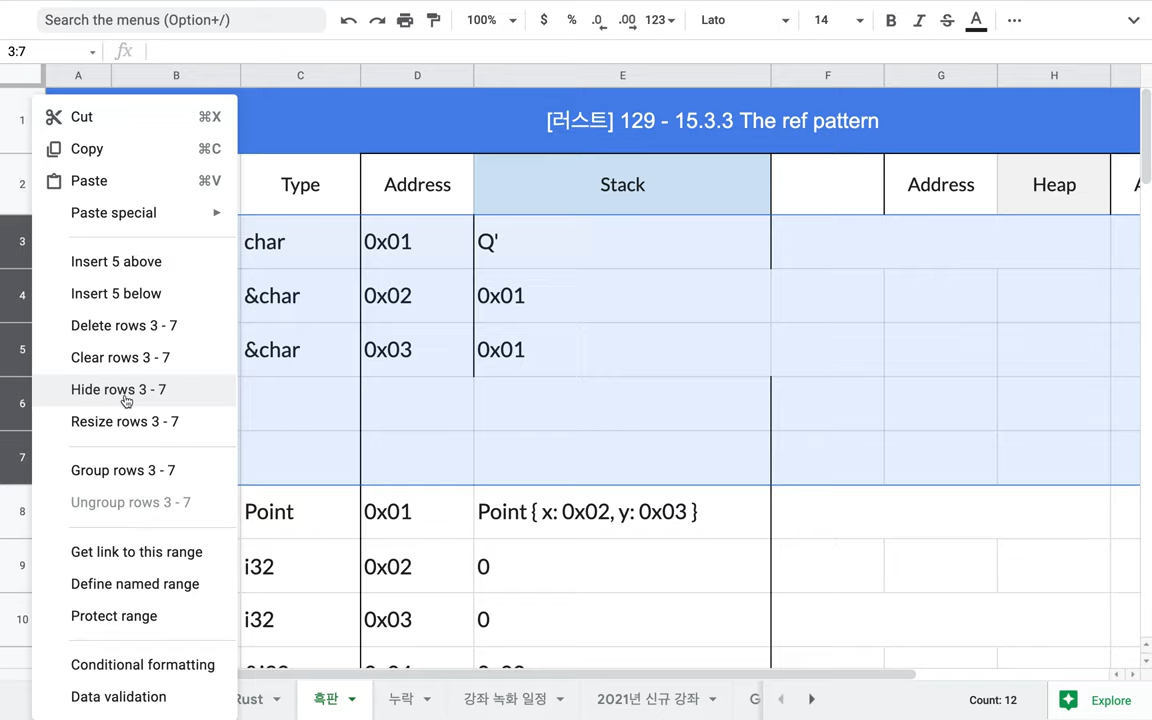 Search the menus (Option+/)
100%
$
%
.0
.00
123
Lato
14
B
I
S
A
3:7
fx
A
B
C
D
E
F
G
H
1
[러스트] 129 - 15.3.3 The ref pattern
2
Type
Address
Stack
Address
Heap
3
char
0x01
Q'
4
&char
0x02
0x01
5
&char
0x03
0x01
6
7
8
Point
0x01
Point { x: 0x02, y: 0x03 }
9
i32
0x02
0
10
i32
0x03
0
Cut
⌘X
Copy
⌘C
Paste
⌘V
Paste special
Insert 5 above
Insert 5 below
Delete rows 3 - 7
Clear rows 3 - 7
Hide rows 3 - 7
Resize rows 3 - 7
Group rows 3 - 7
Ungroup rows 3 - 7
Get link to this range
Define named range
Protect range
Conditional formatting
Data validation
Rust
흑판
누락
강좌 녹화 일정
2021년 신규 강좌
G
Count: 12
Explore